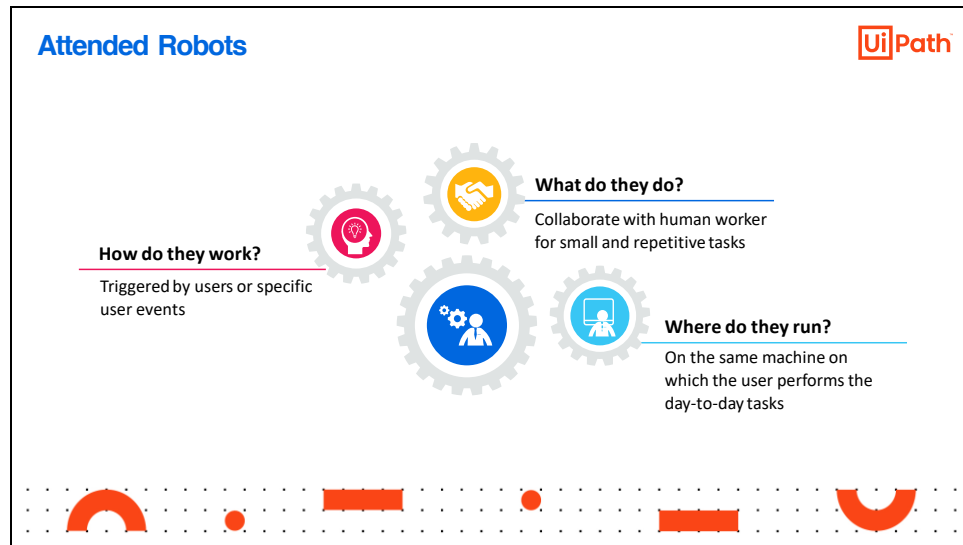 Attended Robots
UiPath
What do they do?
Collaborate with human worker
for small and repetitive tasks
How do they work?
Triggered by users or specific
user events
Where do they run?
On the same machine on
which the user performs the
day-to-day tasks